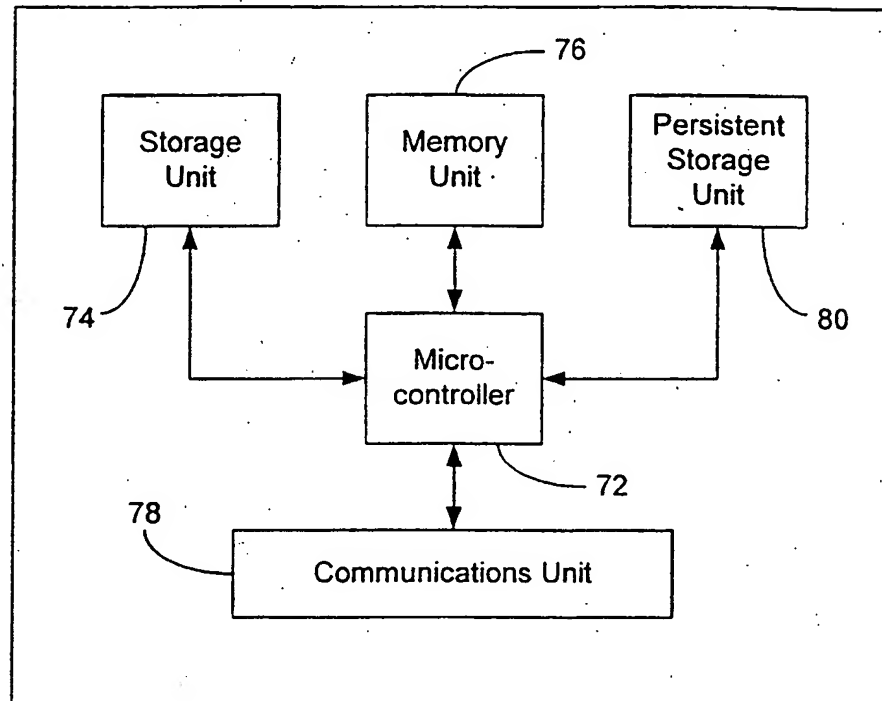 76
Storage
Unit
Memory
Unit
Persistent
Storage
Unit
74
80
Micro-
controller
72
78
Communications Unit